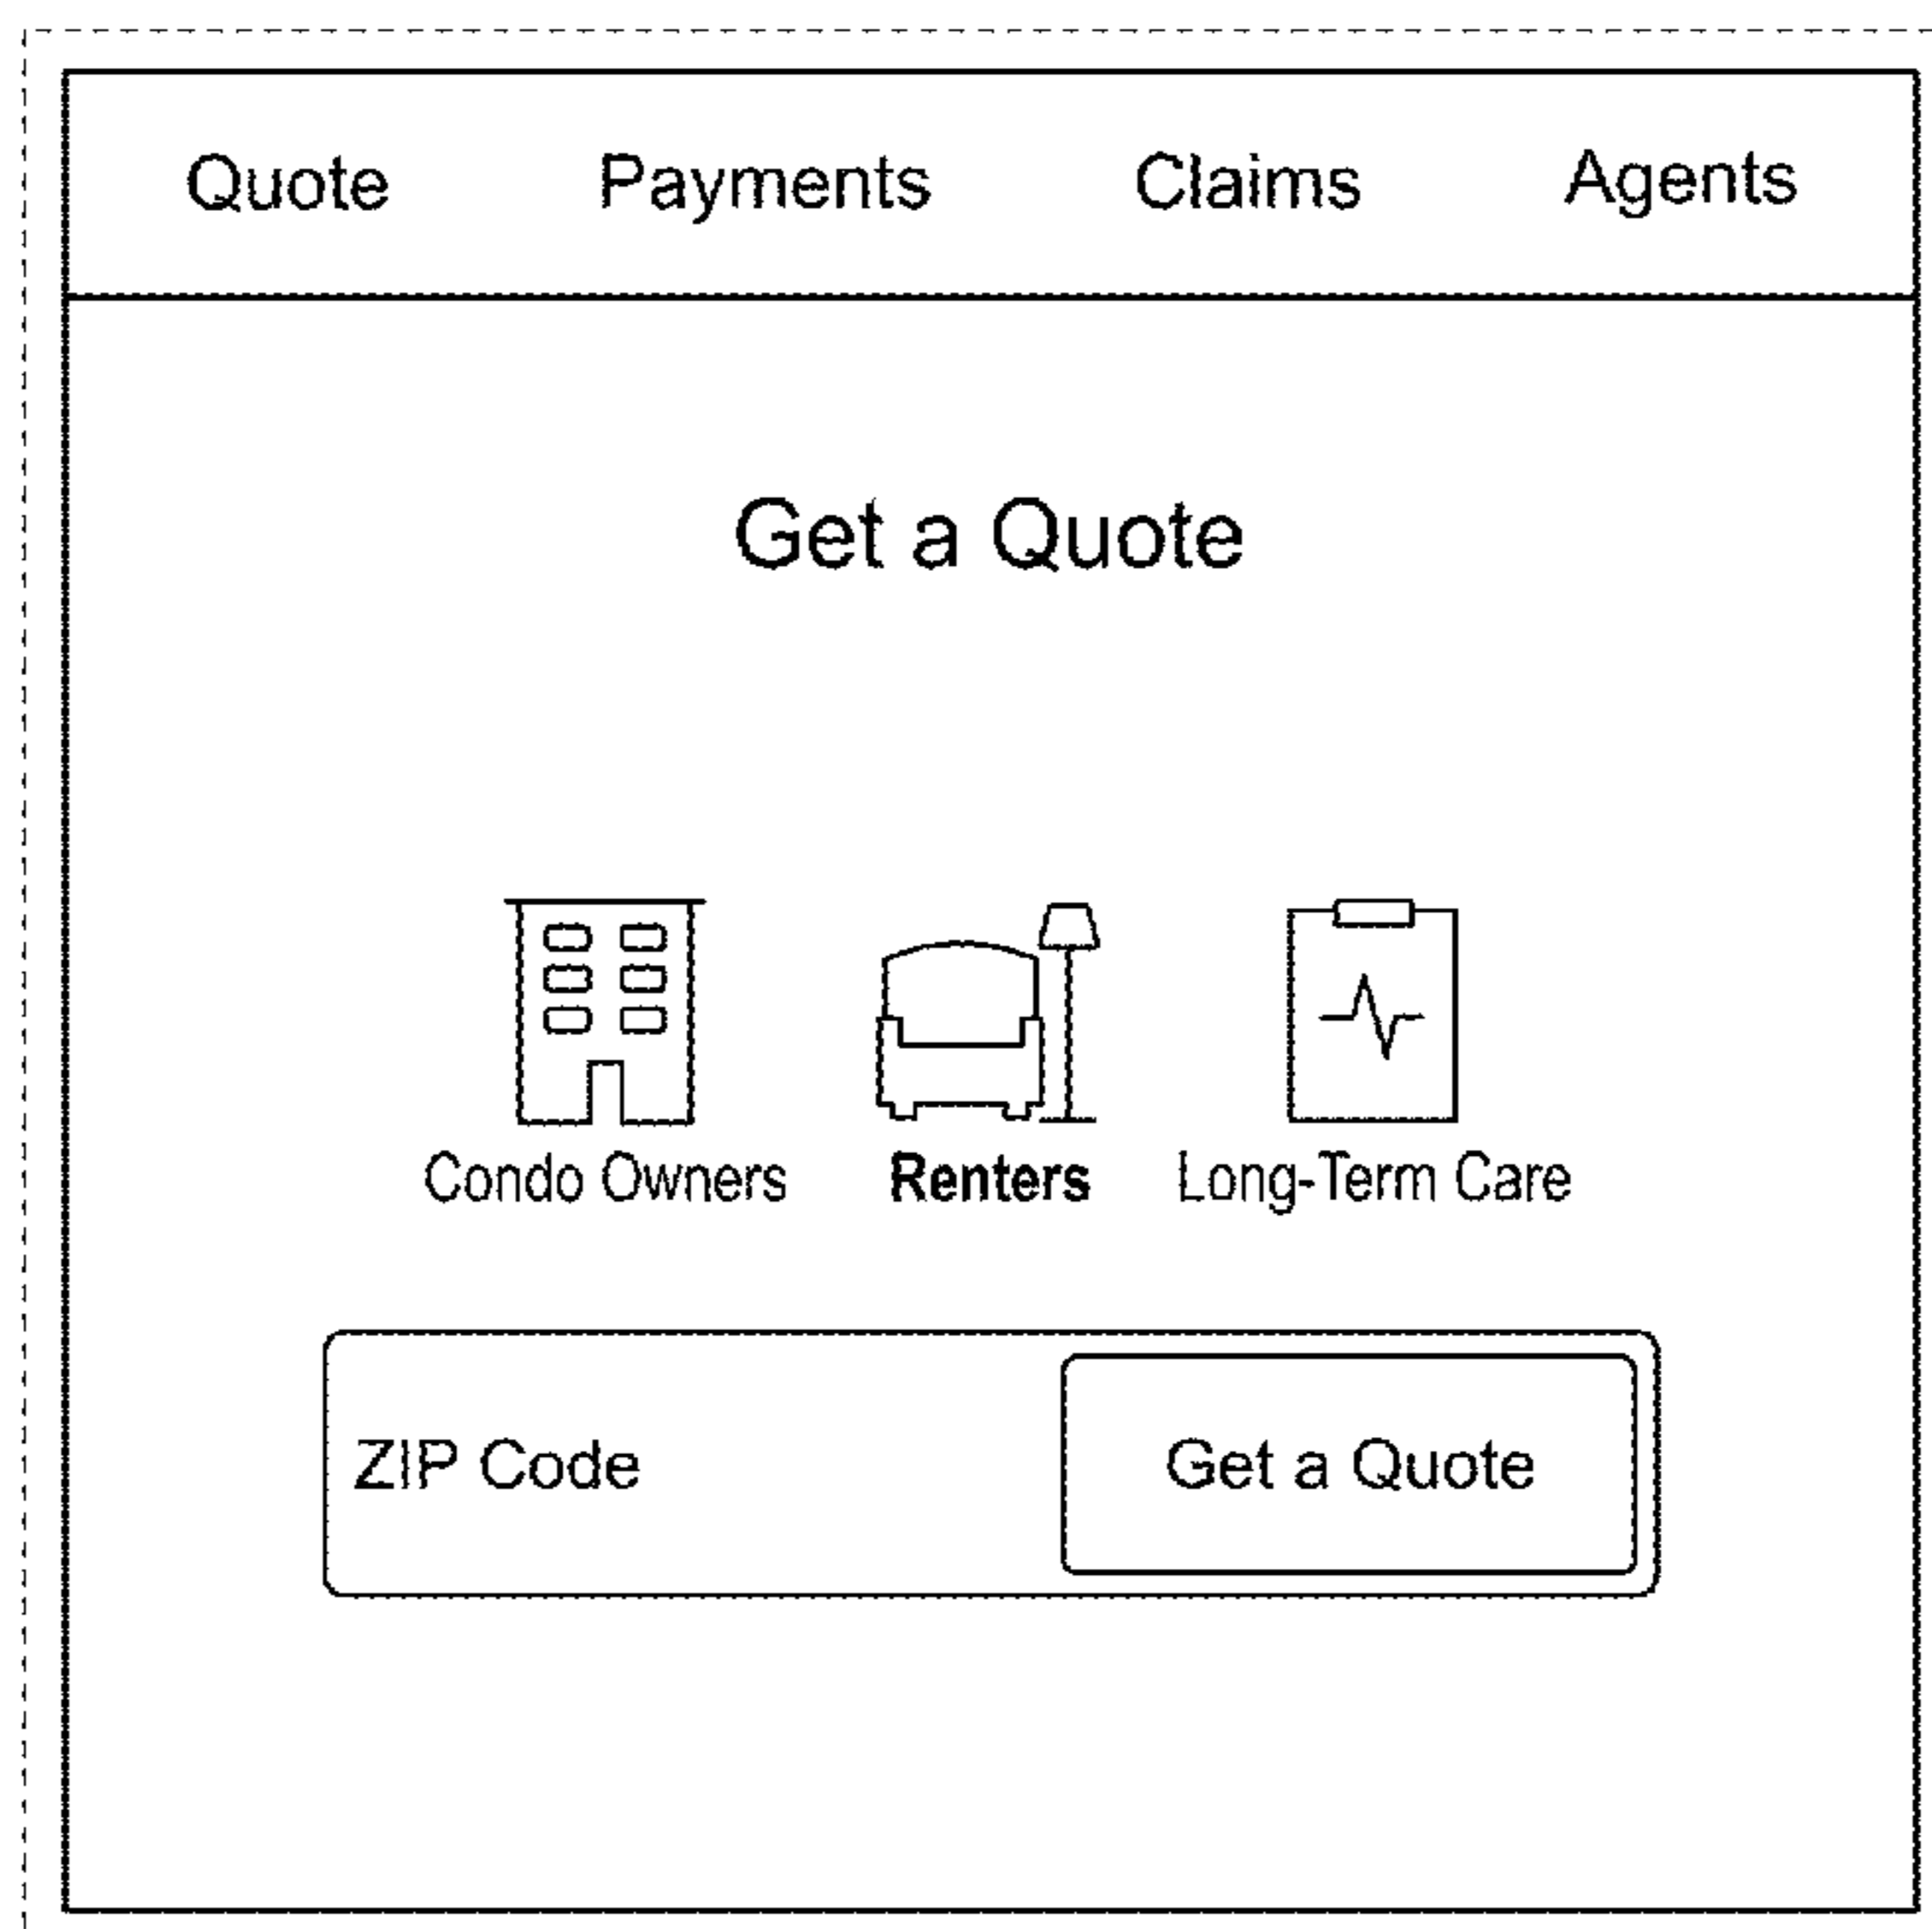 Quote Payments Claims Agents
Get a Quote
Condo Owners Renters Long-Term Care
ZIP Code Get a Quote